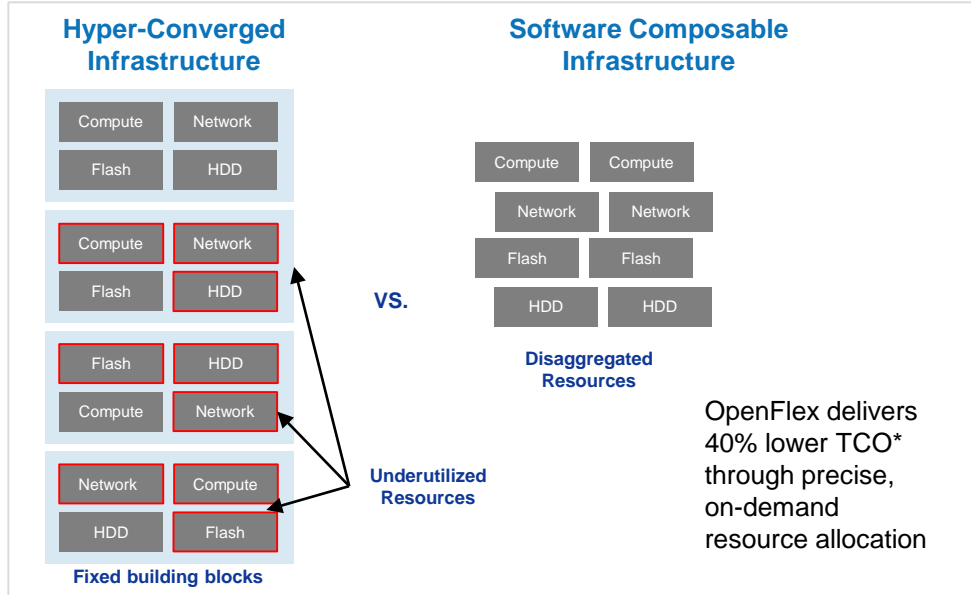 Hyper-Converged
Infrastructure
Compute Network
Flash HDD
Compute Network
Flash HDD
Flash HDD
Compute Network
Network Compute
HDD Flash
Fixed building blocks
Underutilized
Resources
VS.
Software Composable
Infrastructure
Compute Compute
Network Network
Flash Flash
HDD HDD
Disaggregated
Resources
OpenFlex delivers
40% lower TCO*
through precise,
on-demand
resource allocation